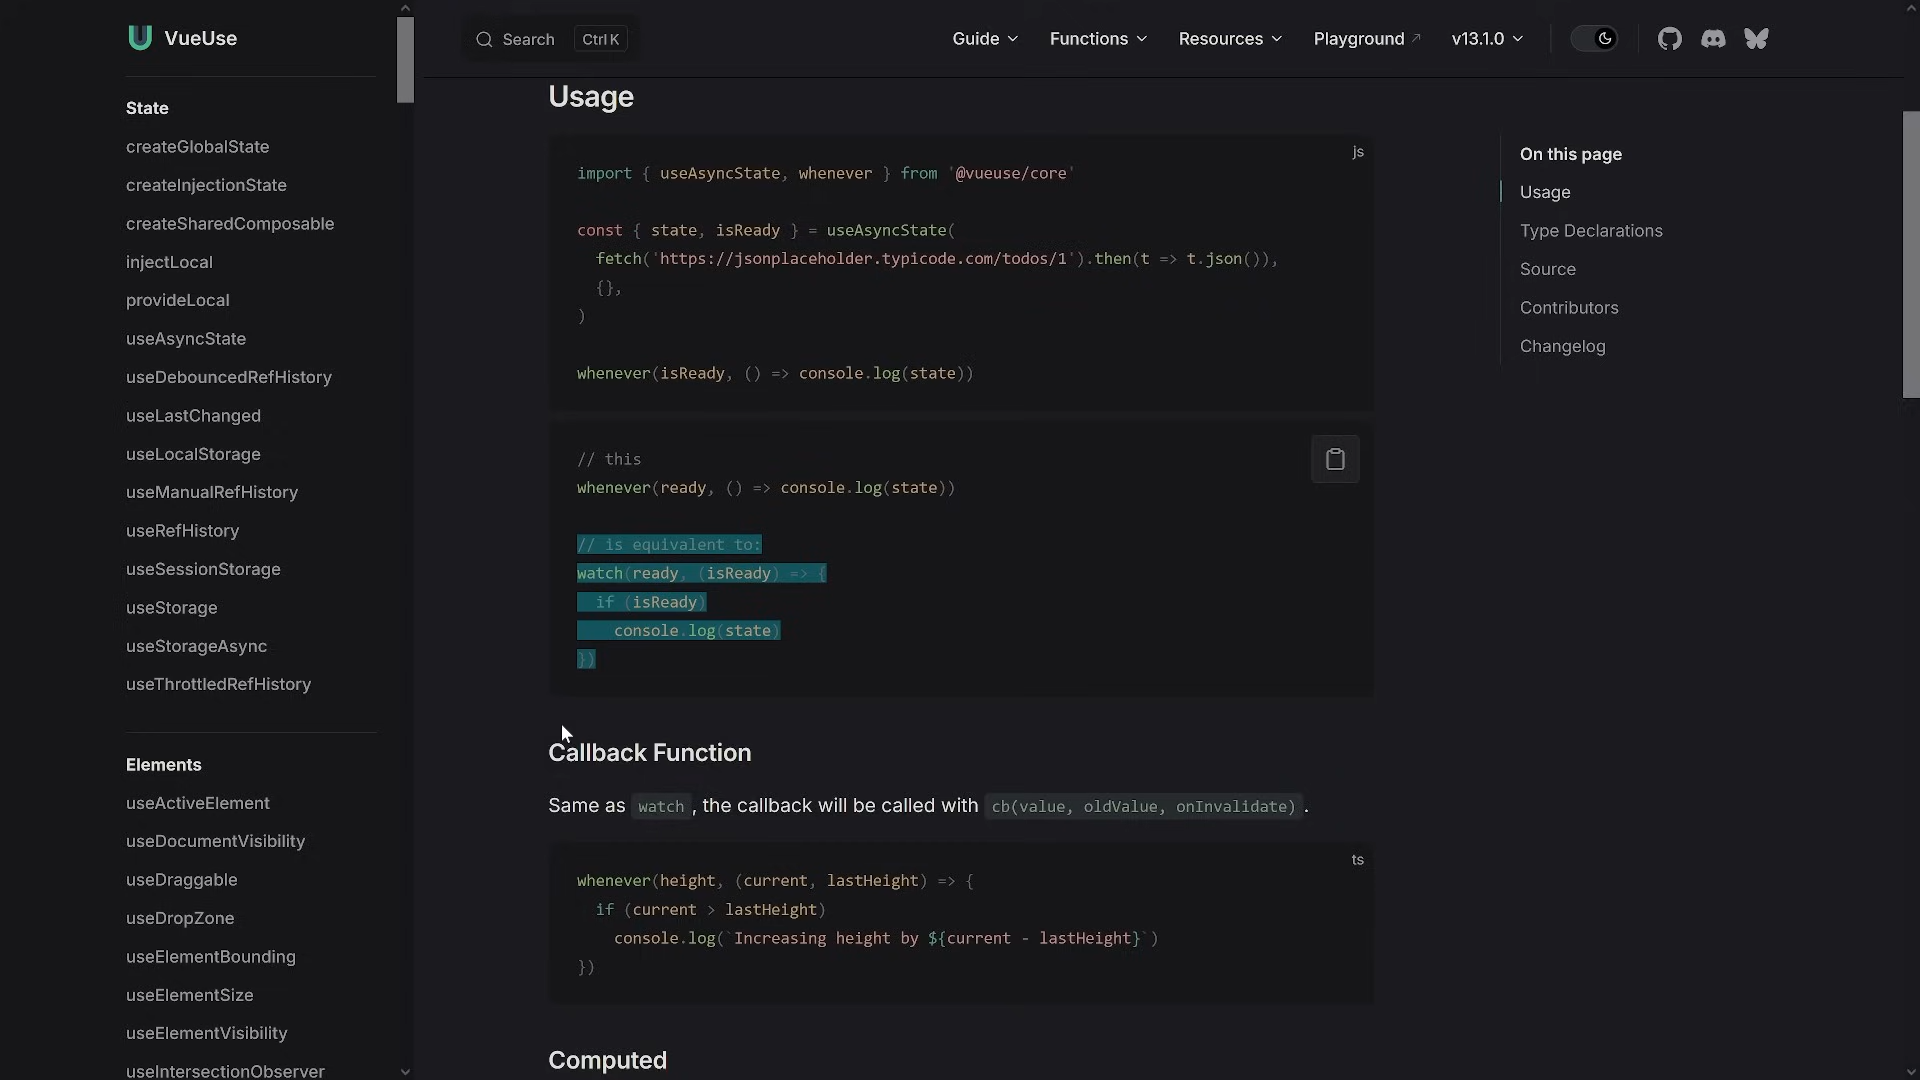 VueUse
Search
Ctrl K
Guide
Functions
Resources
Playground
v13.1.0
State
createGlobalState
createInjectionState
createSharedComposable
injectLocal
provideLocal
useAsyncState
useDebouncedRefHistory
useLastChanged
useLocalStorage
useManualRefHistory
useRefHistory
useSessionStorage
useStorage
useStorageAsync
useThrottledRefHistory
Elements
useActiveElement
useDocumentVisibility
useDraggable
useDropZone
useElementBounding
useElementSize
useElementVisibility
useIntersectionObserver
Usage
js
import { useAsyncState, whenever } from '@vueuse/core'
const { state, isReady } = useAsyncState(
fetch('https://jsonplaceholder.typicode.com/todos/1').then(t => t.json()),
{},
)
whenever(isReady, () => console.log(state))
// this
whenever(ready, () => console.log(state))
// is equivalent to:
watch(ready, (isReady) => {
if (isReady)
console.log(state)
})
Callback Function
Same as watch, the callback will be called with cb(value, oldValue, onInvalidate).
ts
whenever(height, (current, lastHeight) => {
if (current > lastHeight)
console.log(`Increasing height by ${current - lastHeight}`)
})
Computed
On this page
Usage
Type Declarations
Source
Contributors
Changelog